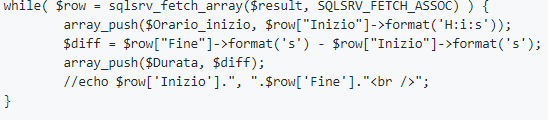 while( $row = sqlsrv_fetch_array($result, SQLSRV_FETCH_ASSOC) ) {
array_push($Orario_inizio, $row["Inizio"]->format('H:i:s'));
$diff = $row["Fine"]->format('s') - $row["Inizio"]->format('s');
array_push($Durata, $diff);
//echo $row['Inizio'].", ".$row['Fine']."<br />";
}